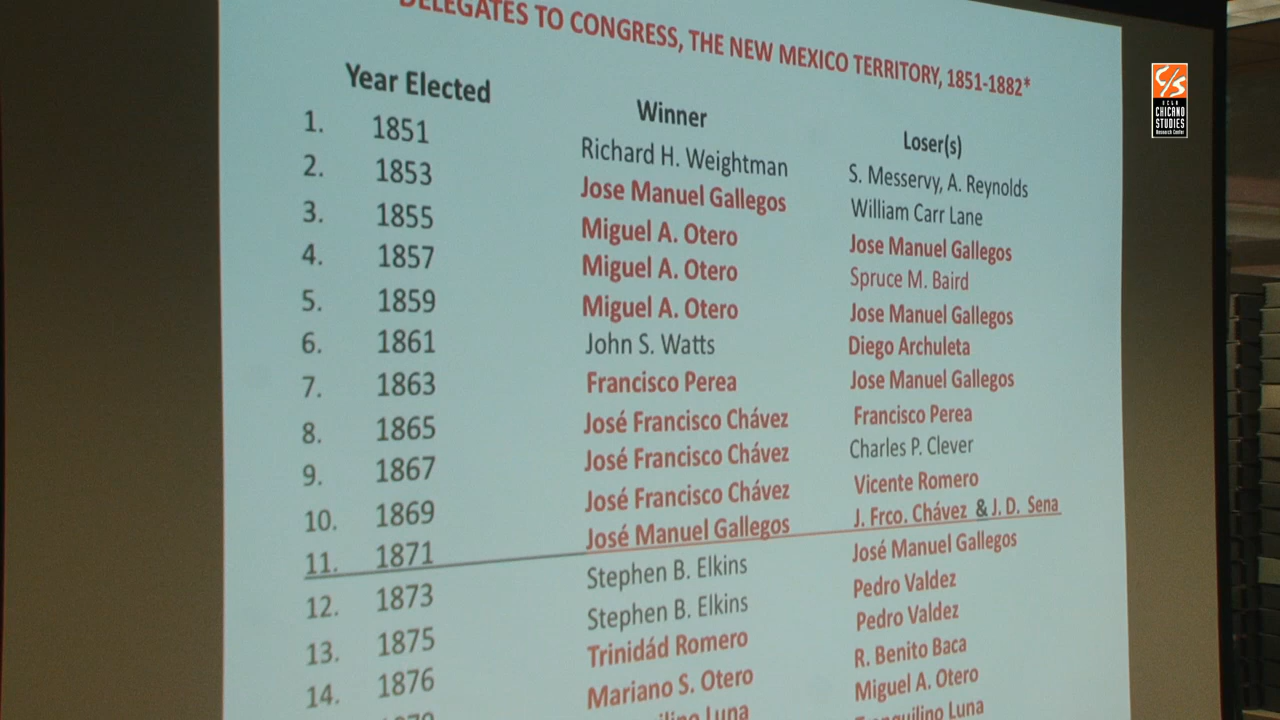 DELEGATES TO CONGRESS, THE NEW MEXICO TERRITORY, 1851-1882*
Year Elected Winner Loser(s)
1. 1851 Richard H. Weightman S. Messervy, A. Reynolds
2. 1853 Jose Manuel Gallegos William Carr Lane
3. 1855 Miguel A. Otero Jose Manuel Gallegos
4. 1857 Miguel A. Otero Spruce M. Baird
5. 1859 Miguel A. Otero Jose Manuel Gallegos
6. 1861 John S. Watts Diego Archuleta
7. 1863 Francisco Perea Jose Manuel Gallegos
8. 1865 José Francisco Chávez Francisco Perea
9. 1867 José Francisco Chávez Charles P. Clever
10. 1869 José Francisco Chávez Vicente Romero
11. 1871 José Manuel Gallegos J. Frco. Chávez & J. D. Sena
12. 1873 Stephen B. Elkins José Manuel Gallegos
13. 1875 Stephen B. Elkins Pedro Valdez
14. 1876 Trinidád Romero Pedro Valdez
Mariano S. Otero R. Benito Baca
Luna Miguel A. Otero
Luna
C/S
UCLA
CHICANO
STUDIES
Research Center